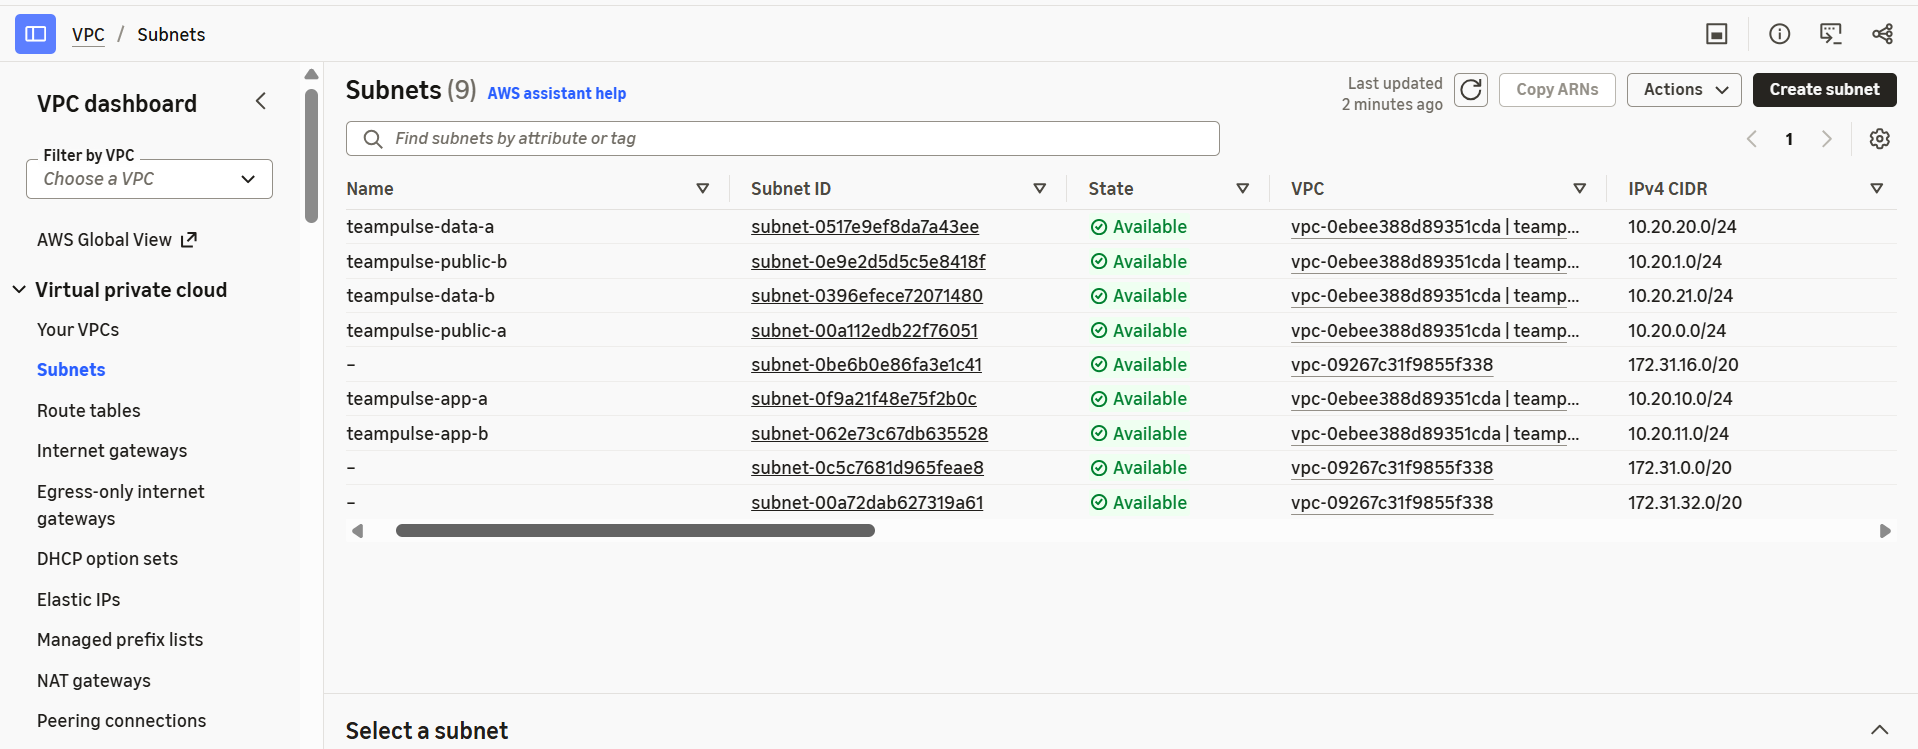 VPC / Subnets
VPC dashboard
Filter by VPC
Choose a VPC
AWS Global View
Virtual private cloud
Your VPCs
Subnets
Route tables
Internet gateways
Egress-only internet
gateways
DHCP option sets
Elastic IPs
Managed prefix lists
NAT gateways
Peering connections
Subnets (9) AWS assistant help
Last updated
2 minutes ago
Copy ARNs
Actions
Create subnet
Find subnets by attribute or tag
1
Name Subnet ID State VPC IPv4 CIDR
teampulse-data-a subnet-0517e9ef8da7a43ee Available vpc-0ebee388d89351cda | teamp... 10.20.20.0/24
teampulse-public-b subnet-0e9e2d5d5c5e8418f Available vpc-0ebee388d89351cda | teamp... 10.20.1.0/24
teampulse-data-b subnet-0396efece72071480 Available vpc-0ebee388d89351cda | teamp... 10.20.21.0/24
teampulse-public-a subnet-00a112edb22f76051 Available vpc-0ebee388d89351cda | teamp... 10.20.0.0/24
– subnet-0be6b0e86fa3e1c41 Available vpc-09267c31f9855f338 172.31.16.0/20
teampulse-app-a subnet-0f9a21f48e75f2b0c Available vpc-0ebee388d89351cda | teamp... 10.20.10.0/24
teampulse-app-b subnet-062e73c67db635528 Available vpc-0ebee388d89351cda | teamp... 10.20.11.0/24
– subnet-0c5c7681d965feae8 Available vpc-09267c31f9855f338 172.31.0.0/20
– subnet-00a72dab627319a61 Available vpc-09267c31f9855f338 172.31.32.0/20
Select a subnet